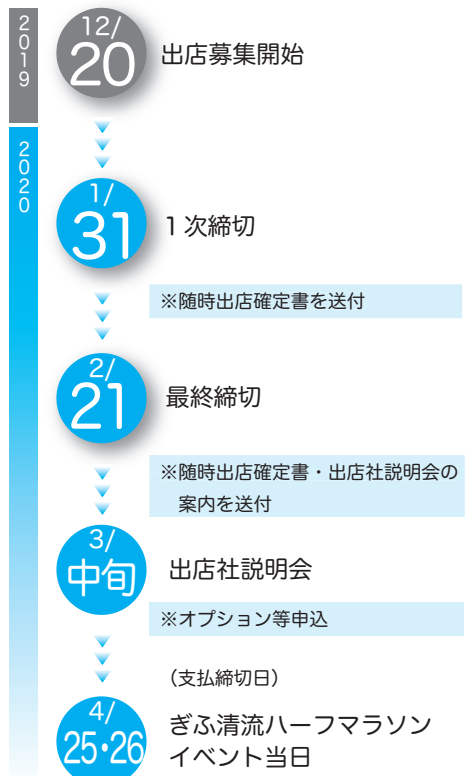 2019
12/
20
出店募集開始
2020
1/
31
1次締切
※随時出店確定書を送付
2/
21
最終締切
※随時出店確定書・出店社説明会の
案内を送付
3/
中旬
出店社説明会
※オプション等申込
（支払締切日）
4/
25・26
ぎふ清流ハーフマラソン
イベント当日